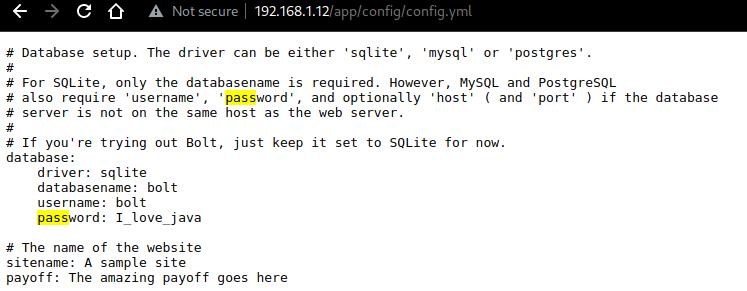 Not secure | 192.168.1.12/app/config/config.yml
# Database setup. The driver can be either 'sqlite', 'mysql' or 'postgres'.
#
# For SQLite, only the databasename is required. However, MySQL and PostgreSQL
# also require 'username', 'password', and optionally 'host' ( and 'port' ) if the database
# server is not on the same host as the web server.
#
# If you're trying out Bolt, just keep it set to SQLite for now.
database:
    driver: sqlite
    databasename: bolt
    username: bolt
    password: I_love_java

# The name of the website
sitename: A sample site
payoff: The amazing payoff goes here